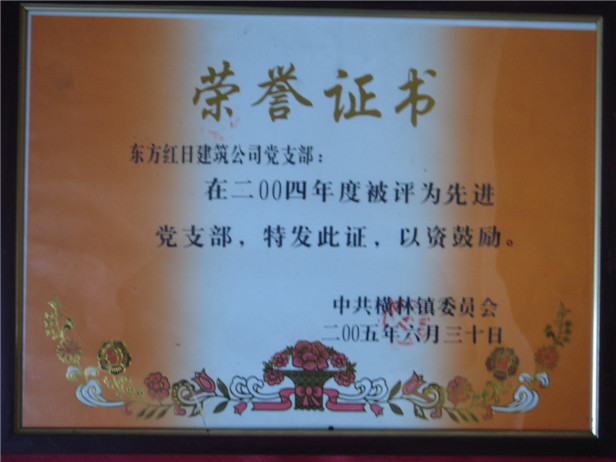 荣誉证书
东方红日建筑公司党支部：
在二00四年度被评为先进
党支部，特发此证，以资鼓励。
中共横林镇委员会
二00五年六月三十日